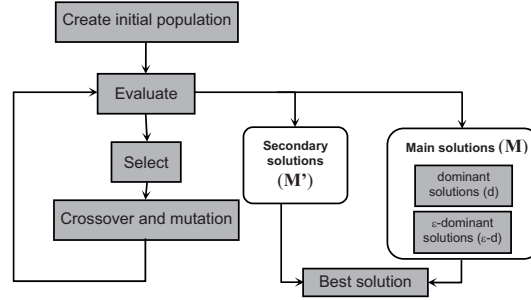 Create initial population
Evaluate
Select
Crossover and mutation
Secondary
solutions
(M’)
Main solutions (M)
dominant
solutions (d)
ε-dominant
solutions (ε-d)
Best solution